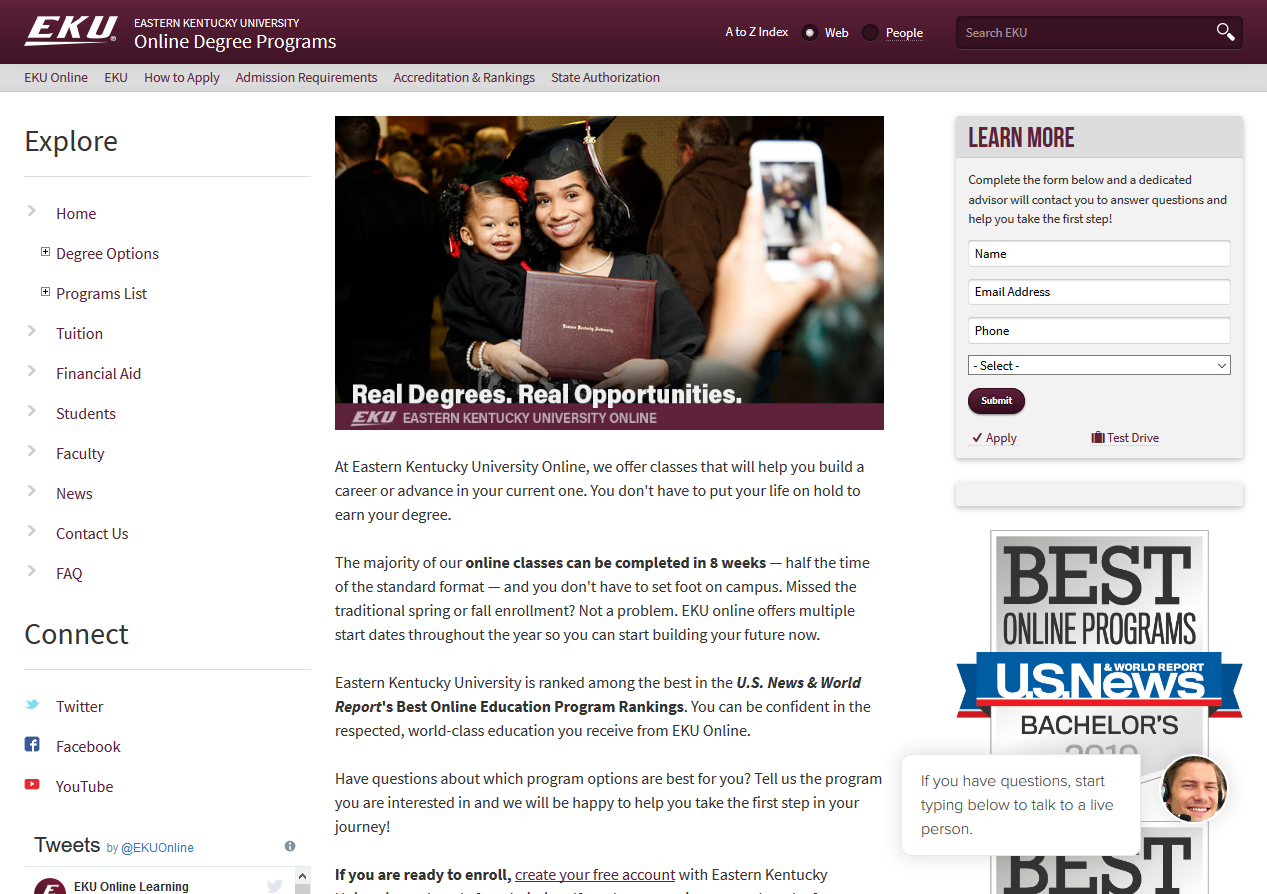 EKU
EASTERN KENTUCKY UNIVERSITY
Online Degree Programs
A to Z Index
Web
People
Search EKU
EKU Online
EKU
How to Apply
Admission Requirements
Accreditation & Rankings
State Authorization
Explore
Home
Degree Options
Programs List
Tuition
Financial Aid
Students
Faculty
News
Contact Us
FAQ
Connect
Twitter
Facebook
YouTube
Tweets by @EKUOnline
EKU Online Learning
Eastern Kentucky University
Real Degrees. Real Opportunities.
EKU EASTERN KENTUCKY UNIVERSITY ONLINE
At Eastern Kentucky University Online, we offer classes that will help you build a
career or advance in your current one. You don't have to put your life on hold to
earn your degree.
The majority of our online classes can be completed in 8 weeks — half the time
of the standard format — and you don't have to set foot on campus. Missed the
traditional spring or fall enrollment? Not a problem. EKU online offers multiple
start dates throughout the year so you can start building your future now.
Eastern Kentucky University is ranked among the best in the U.S. News & World
Report's Best Online Education Program Rankings. You can be confident in the
respected, world-class education you receive from EKU Online.
Have questions about which program options are best for you? Tell us the program
you are interested in and we will be happy to help you take the first step in your
journey!
If you are ready to enroll, create your free account with Eastern Kentucky
LEARN MORE
Complete the form below and a dedicated
advisor will contact you to answer questions and
help you take the first step!
Name
Email Address
Phone
- Select -
Submit
Apply
Test Drive
BEST
ONLINE PROGRAMS
U.S. News & WORLD REPORT
BACHELOR'S
2019
If you have questions, start
typing below to talk to a live
person.
BEST